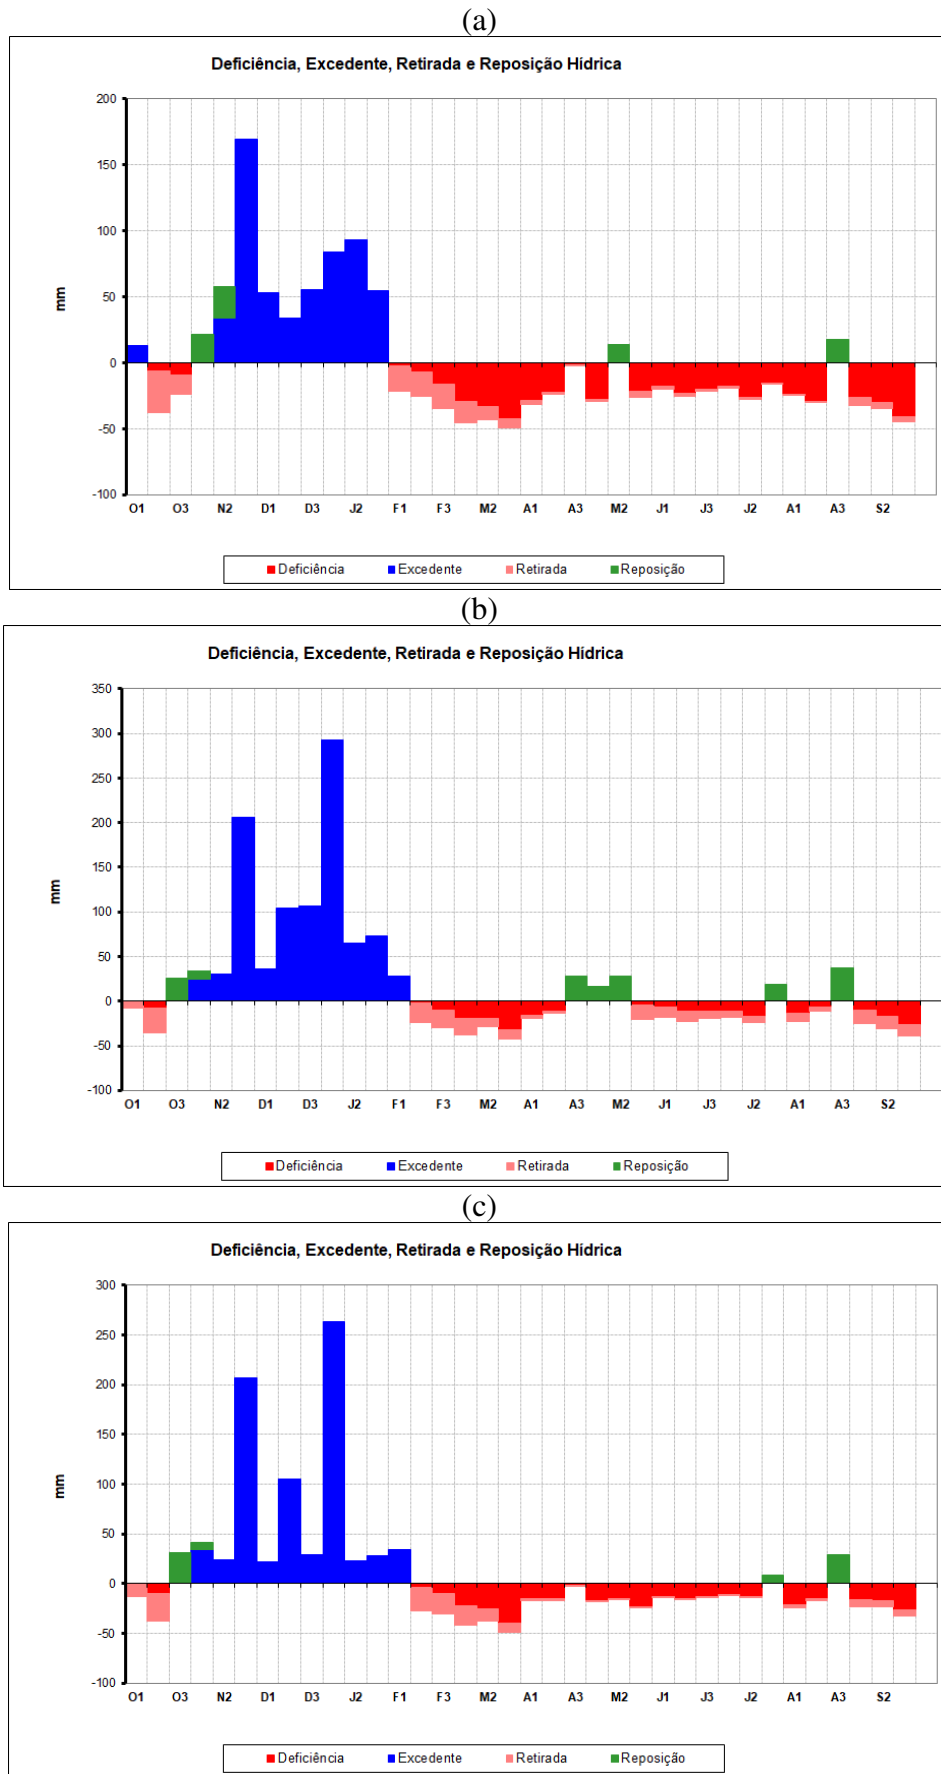 (a)
Deficiência, Excedente, Retirada e Reposição Hídrica
200
150
100
50
0
-50
-100
mm
O1 O3 N2 D1 D3 J2 F1 F3 M2 A1 A3 M2 J1 J3 J2 A1 A3 S2
Deficiência Excedente Retirada Reposição
(b)
Deficiência, Excedente, Retirada e Reposição Hídrica
350
300
250
200
150
100
50
0
-50
-100
mm
O1 O3 N2 D1 D3 J2 F1 F3 M2 A1 A3 M2 J1 J3 J2 A1 A3 S2
Deficiência Excedente Retirada Reposição
(c)
Deficiência, Excedente, Retirada e Reposição Hídrica
300
250
200
150
100
50
0
-50
-100
mm
O1 O3 N2 D1 D3 J2 F1 F3 M2 A1 A3 M2 J1 J3 J2 A1 A3 S2
Deficiência Excedente Retirada Reposição